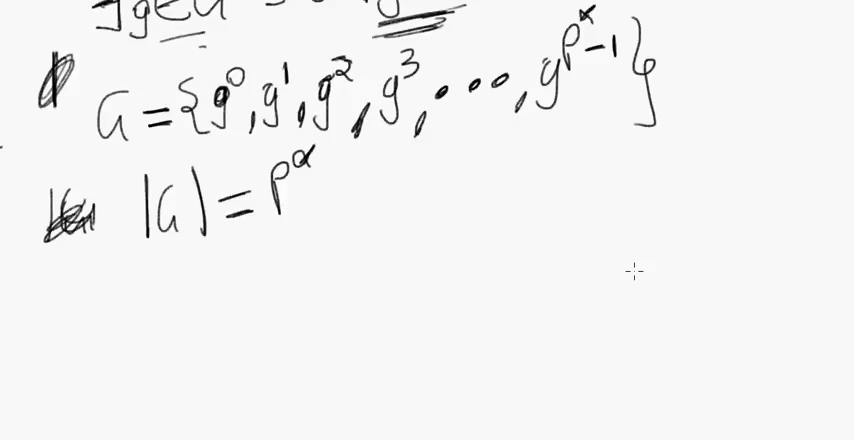 ∃g∈G
G = {g⁰, g¹, g², g³, ..., g^{p^α-1}}
|G| = p^α